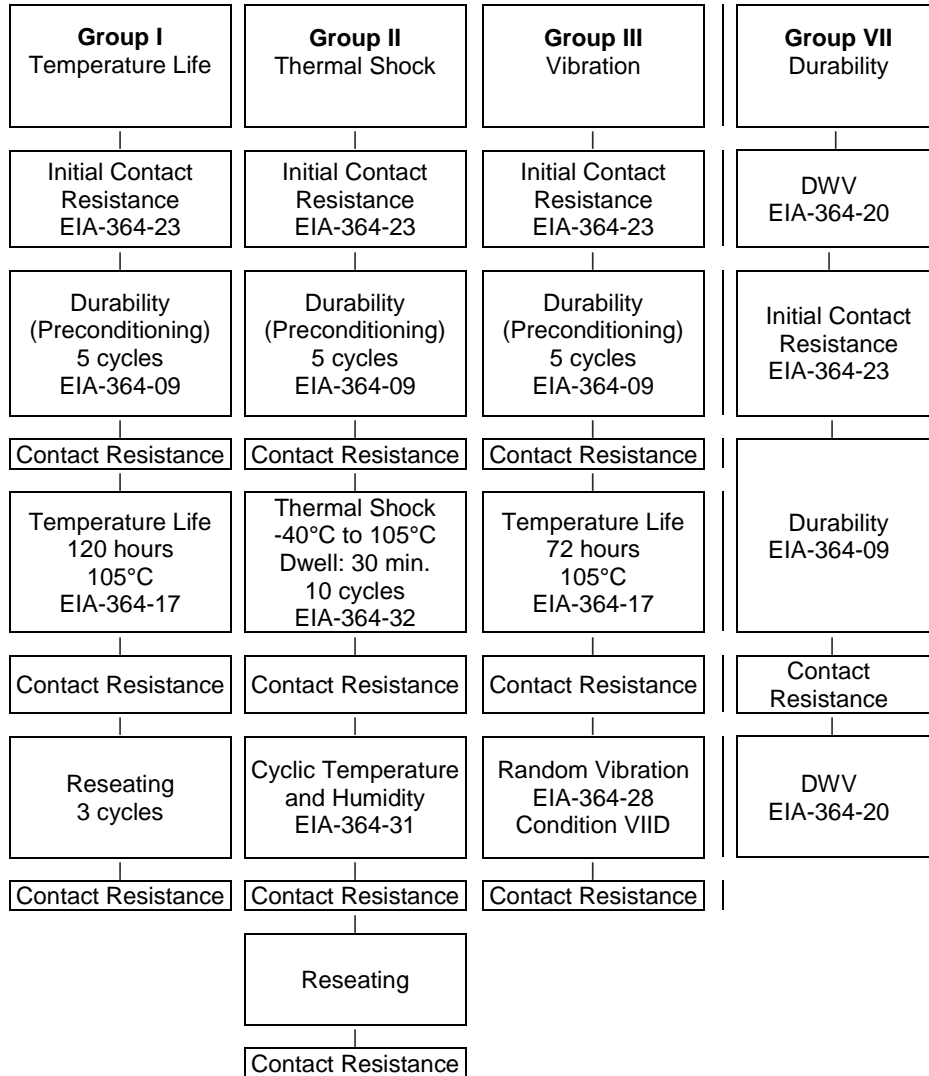 Group I
Temperature Life
Initial Contact
Resistance
EIA-364-23
Durability
(Preconditioning)
5 cycles
EIA-364-09
Contact Resistance
Temperature Life
120 hours
105°C
EIA-364-17
Contact Resistance
Reseating
3 cycles
Contact Resistance
Group II
Thermal Shock
Initial Contact
Resistance
EIA-364-23
Durability
(Preconditioning)
5 cycles
EIA-364-09
Contact Resistance
Thermal Shock
-40°C to 105°C
Dwell: 30 min.
10 cycles
EIA-364-32
Contact Resistance
Cyclic Temperature
and Humidity
EIA-364-31
Contact Resistance
Reseating
Contact Resistance
Group III
Vibration
Initial Contact
Resistance
EIA-364-23
Durability
(Preconditioning)
5 cycles
EIA-364-09
Contact Resistance
Temperature Life
72 hours
105°C
EIA-364-17
Contact Resistance
Random Vibration
EIA-364-28
Condition VIID
Contact Resistance
Group VII
Durability
DWV
EIA-364-20
Initial Contact
Resistance
EIA-364-23
Durability
EIA-364-09
Contact
Resistance
DWV
EIA-364-20